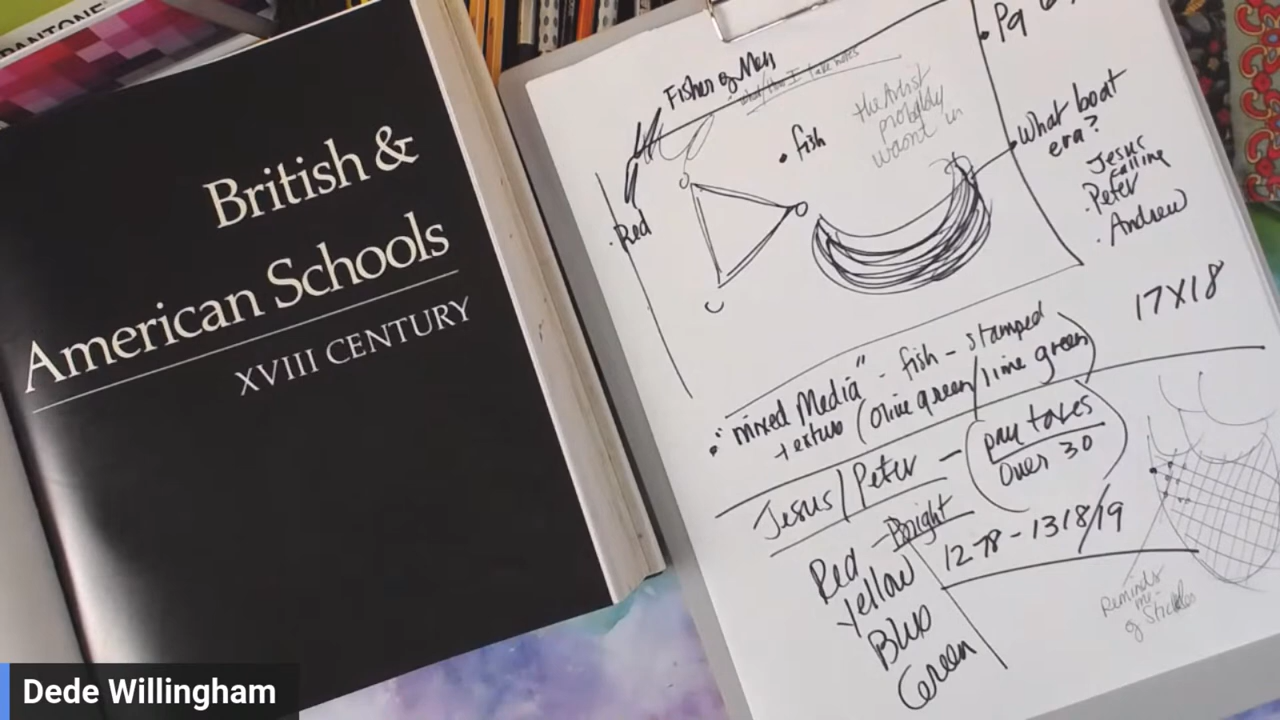 PANTONE
British &
American Schools
XVIII CENTURY
Fisher of Men
fish
the Artist
probably
wasn't in
Red
Pg
What boat
era?
Jesus
calling
Peter
Andrew
17X18
"mixed Media" - fish - stamped
(olive green/lime green)
Jesus/Peter - pay taxes
Over 30
Red - Bright
Yellow
Blue
Green
1278-1318/19
Reminds
me
of
Dede Willingham